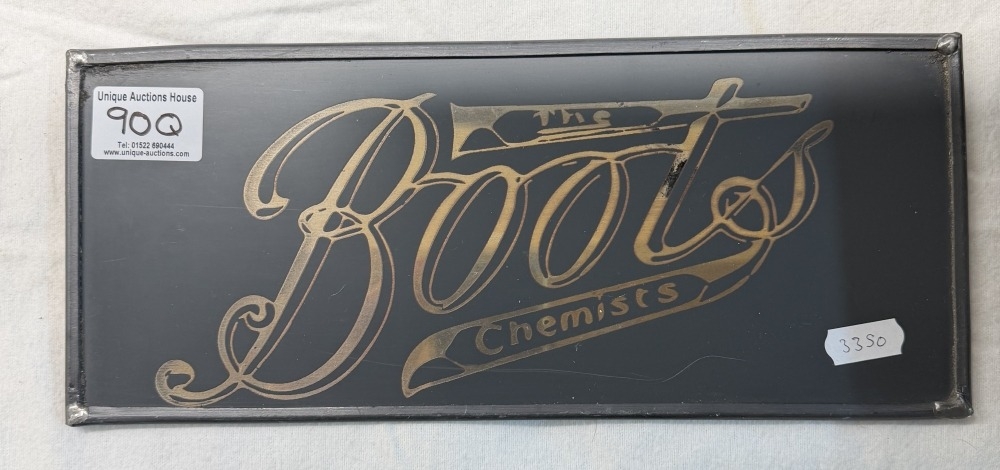 Unique Auctions House
90Q
Tel: 01522 690444
www.unique-auctions.com
The
Boots
Chemists
3350